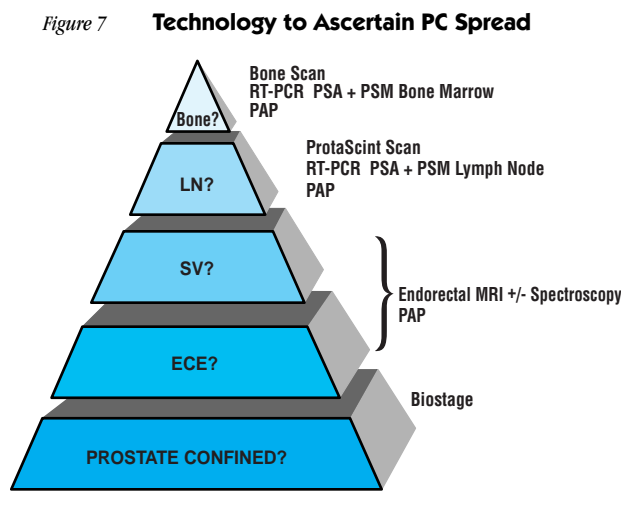 Figure 7 Technology to Ascertain PC Spread
Bone?
Bone Scan
RT-PCR PSA + PSM Bone Marrow
PAP
LN?
ProtaScint Scan
RT-PCR PSA + PSM Lymph Node
PAP
SV?
Endorectal MRI +/- Spectroscopy
PAP
ECE?
Biostage
PROSTATE CONFINED?